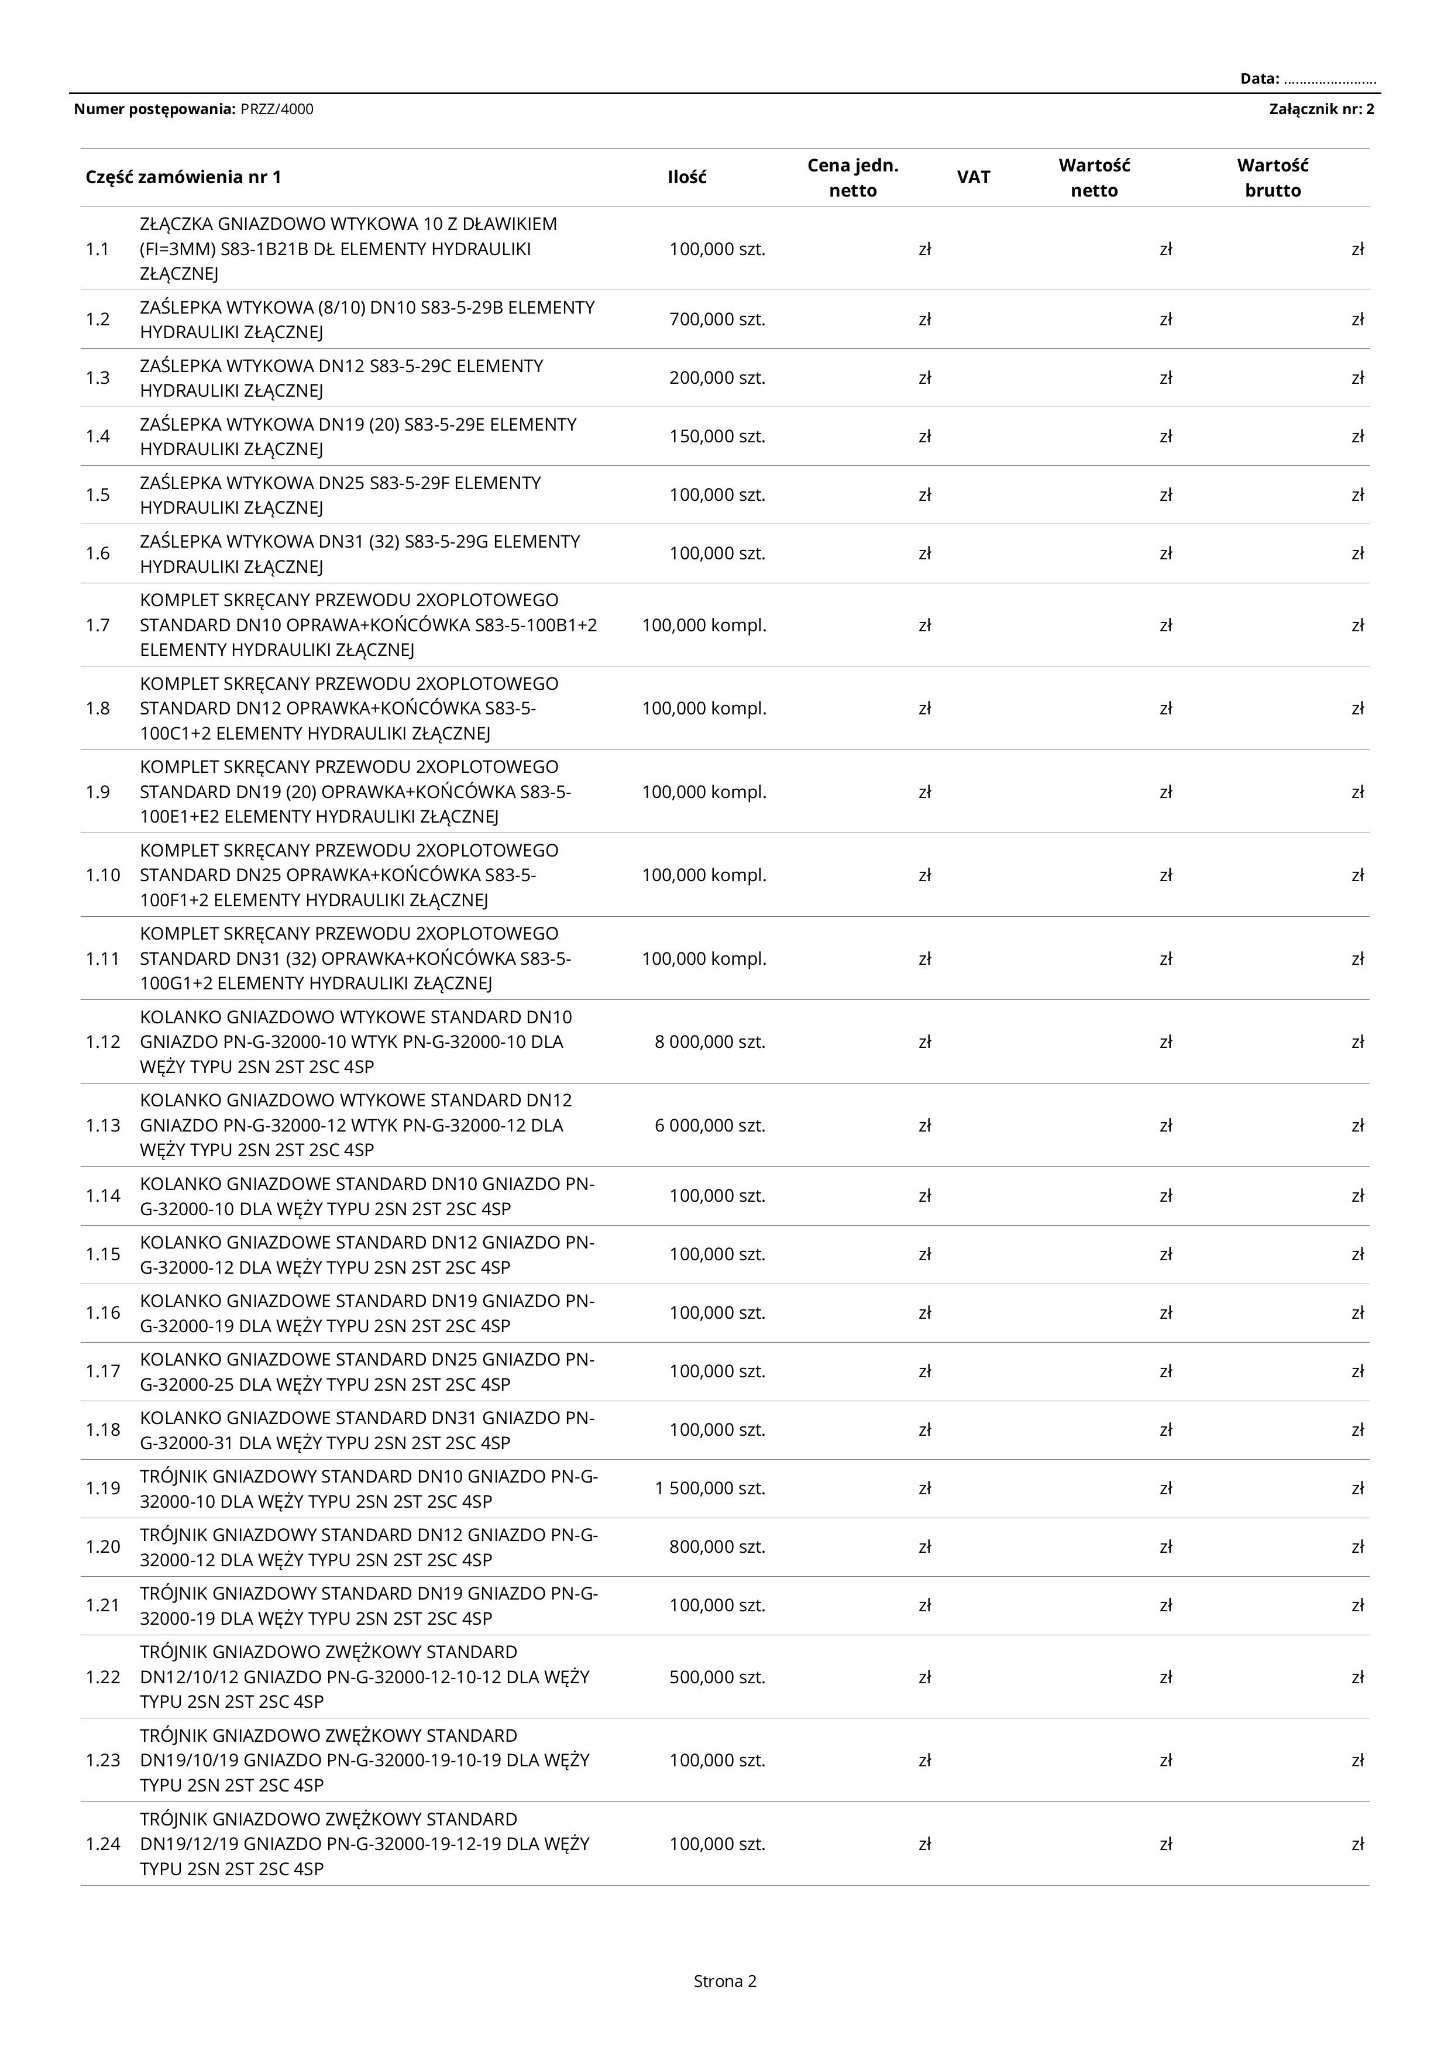 Data: ........................
Numer postępowania: PRZZ/4000 Załącznik nr: 2
Część zamówienia nr 1 Ilość Cena jedn. netto VAT Wartość netto Wartość brutto
ZŁĄCZKA GNIAZDOWO WTYKOWA 10 Z DŁAWIKIEM
1.1 (FI=3MM) S83-1B21B DŁ ELEMENTY HYDRAULIKI 100,000 szt. zł zł zł
ZŁĄCZNEJ
1.2 ZAŚLEPKA WTYKOWA (8/10) DN10 S83-5-29B ELEMENTY
HYDRAULIKI ZŁĄCZNEJ 700,000 szt. zł zł zł
1.3 ZAŚLEPKA WTYKOWA DN12 S83-5-29C ELEMENTY
HYDRAULIKI ZŁĄCZNEJ 200,000 szt. zł zł zł
1.4 ZAŚLEPKA WTYKOWA DN19 (20) S83-5-29E ELEMENTY
HYDRAULIKI ZŁĄCZNEJ 150,000 szt. zł zł zł
1.5 ZAŚLEPKA WTYKOWA DN25 S83-5-29F ELEMENTY
HYDRAULIKI ZŁĄCZNEJ 100,000 szt. zł zł zł
1.6 ZAŚLEPKA WTYKOWA DN31 (32) S83-5-29G ELEMENTY
HYDRAULIKI ZŁĄCZNEJ 100,000 szt. zł zł zł
KOMPLET SKRĘCANY PRZEWODU 2XOPLOTOWEGO
1.7 STANDARD DN10 OPRAWA+KOŃCÓWKA S83-5-100B1+2 100,000 kompl. zł zł zł
ELEMENTY HYDRAULIKI ZŁĄCZNEJ
KOMPLET SKRĘCANY PRZEWODU 2XOPLOTOWEGO
1.8 STANDARD DN12 OPRAWKA+KOŃCÓWKA S83-5- 100,000 kompl. zł zł zł
100C1+2 ELEMENTY HYDRAULIKI ZŁĄCZNEJ
KOMPLET SKRĘCANY PRZEWODU 2XOPLOTOWEGO
1.9 STANDARD DN19 (20) OPRAWKA+KOŃCÓWKA S83-5- 100,000 kompl. zł zł zł
100E1+E2 ELEMENTY HYDRAULIKI ZŁĄCZNEJ
KOMPLET SKRĘCANY PRZEWODU 2XOPLOTOWEGO
1.10 STANDARD DN25 OPRAWKA+KOŃCÓWKA S83-5- 100,000 kompl. zł zł zł
100F1+2 ELEMENTY HYDRAULIKI ZŁĄCZNEJ
KOMPLET SKRĘCANY PRZEWODU 2XOPLOTOWEGO
1.11 STANDARD DN31 (32) OPRAWKA+KOŃCÓWKA S83-5- 100,000 kompl. zł zł zł
100G1+2 ELEMENTY HYDRAULIKI ZŁĄCZNEJ
KOLANKO GNIAZDOWO WTYKOWE STANDARD DN10
1.12 GNIAZDO PN-G-32000-10 WTYK PN-G-32000-10 DLA 8 000,000 szt. zł zł zł
WĘŻY TYPU 2SN 2ST 2SC 4SP
KOLANKO GNIAZDOWO WTYKOWE STANDARD DN12
1.13 GNIAZDO PN-G-32000-12 WTYK PN-G-32000-12 DLA 6 000,000 szt. zł zł zł
WĘŻY TYPU 2SN 2ST 2SC 4SP
1.14 KOLANKO GNIAZDOWE STANDARD DN10 GNIAZDO PN-
G-32000-10 DLA WĘŻY TYPU 2SN 2ST 2SC 4SP 100,000 szt. zł zł zł
1.15 KOLANKO GNIAZDOWE STANDARD DN12 GNIAZDO PN-
G-32000-12 DLA WĘŻY TYPU 2SN 2ST 2SC 4SP 100,000 szt. zł zł zł
1.16 KOLANKO GNIAZDOWE STANDARD DN19 GNIAZDO PN-
G-32000-19 DLA WĘŻY TYPU 2SN 2ST 2SC 4SP 100,000 szt. zł zł zł
1.17 KOLANKO GNIAZDOWE STANDARD DN25 GNIAZDO PN-
G-32000-25 DLA WĘŻY TYPU 2SN 2ST 2SC 4SP 100,000 szt. zł zł zł
1.18 KOLANKO GNIAZDOWE STANDARD DN31 GNIAZDO PN-
G-32000-31 DLA WĘŻY TYPU 2SN 2ST 2SC 4SP 100,000 szt. zł zł zł
1.19 TRÓJNIK GNIAZDOWY STANDARD DN10 GNIAZDO PN-G-
32000-10 DLA WĘŻY TYPU 2SN 2ST 2SC 4SP 1 500,000 szt. zł zł zł
1.20 TRÓJNIK GNIAZDOWY STANDARD DN12 GNIAZDO PN-G-
32000-12 DLA WĘŻY TYPU 2SN 2ST 2SC 4SP 800,000 szt. zł zł zł
1.21 TRÓJNIK GNIAZDOWY STANDARD DN19 GNIAZDO PN-G-
32000-19 DLA WĘŻY TYPU 2SN 2ST 2SC 4SP 100,000 szt. zł zł zł
TRÓJNIK GNIAZDOWO ZWĘŻKOWY STANDARD
1.22 DN12/10/12 GNIAZDO PN-G-32000-12-10-12 DLA WĘŻY 500,000 szt. zł zł zł
TYPU 2SN 2ST 2SC 4SP
TRÓJNIK GNIAZDOWO ZWĘŻKOWY STANDARD
1.23 DN19/10/19 GNIAZDO PN-G-32000-19-10-19 DLA WĘŻY 100,000 szt. zł zł zł
TYPU 2SN 2ST 2SC 4SP
TRÓJNIK GNIAZDOWO ZWĘŻKOWY STANDARD
1.24 DN19/12/19 GNIAZDO PN-G-32000-19-12-19 DLA WĘŻY 100,000 szt. zł zł zł
TYPU 2SN 2ST 2SC 4SP
Strona 2